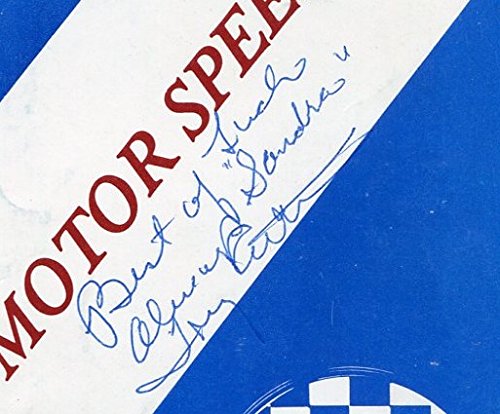 MOTOR SPEE
Best of Luck
"Sandra"
Always